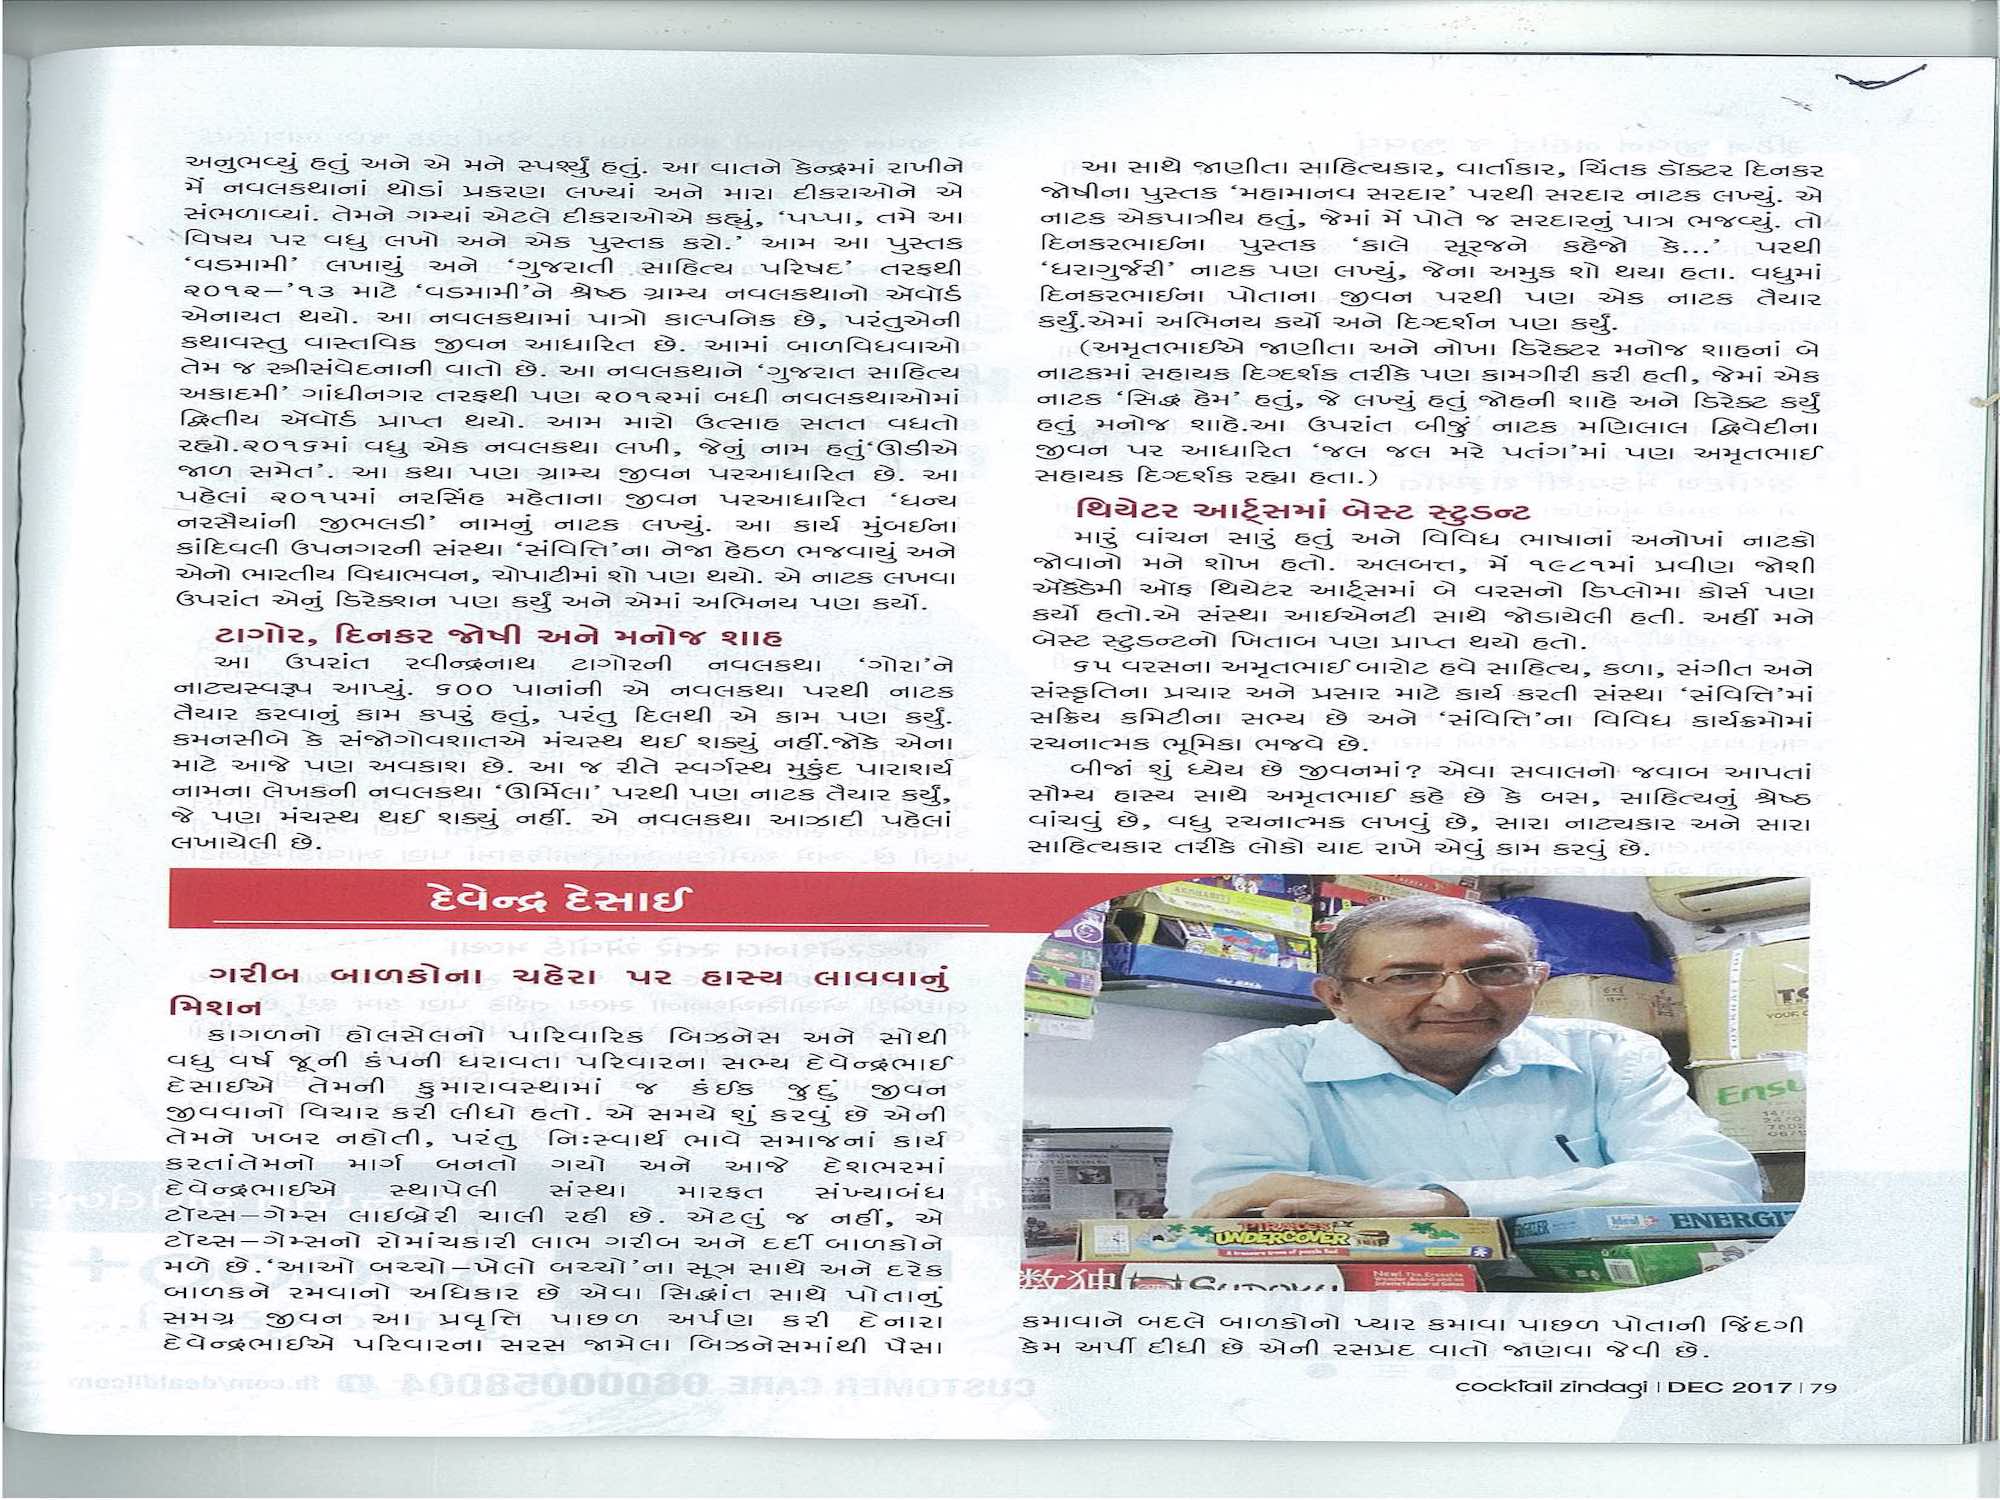 અનુભવ્યું હતું અને એ મને સ્પર્શ્યું હતું. આ વાતને કેન્દ્રમાં રાખીને
મેં નવલકથાનાં થોડાં પ્રકરણ લખ્યાં અને મારા દીકરાઓને એ
સંભળાવ્યાં. તેમને ગમ્યાં એટલે દીકરાઓએ કહ્યું, ‘પપ્પા, તમે આ
વિષય પર વધુ લખો અને એક પુસ્તક કરો.’ આમ આ પુસ્તક
‘વડમામી’ લખાયું અને ‘ગુજરાતી સાહિત્ય પરિષદ’ તરફથી
૨૦૧૨–’૧૩ માટે ‘વડમામી’ને શ્રેષ્ઠ ગ્રામ્ય નવલકથાનો ઍવૉર્ડ
એનાયત થયો. આ નવલકથામાં પાત્રો કાલ્પનિક છે, પરંતુએની
કથાવસ્તુ વાસ્તવિક જીવન આધારિત છે. આમાં બાળવિધવાઓ
તેમ જ સ્ત્રીસંવેદનાની વાતો છે. આ નવલકથાને ‘ગુજરાત સાહિત્ય
અકાદમી’ ગાંધીનગર તરફથી પણ ૨૦૧૨માં બધી નવલકથાઓમાં
દ્વિતીય ઍવૉર્ડ પ્રાપ્ત થયો. આમ મારો ઉત્સાહ સતત વધતો
રહ્યો.૨૦૧૬માં વધુ એક નવલકથા લખી, જેનું નામ હતું‘ઊડીએ
જાળ સમેત’. આ કથા પણ ગ્રામ્ય જીવન પરઆધારિત છે. આ
પહેલાં ૨૦૧૫માં નરસિંહ મહેતાના જીવન પરઆધારિત ‘ધન્ય
નરસૈયાંની જીભલડી’ નામનું નાટક લખ્યું. આ કાર્ય મુંબઈના
કાંદિવલી ઉપનગરની સંસ્થા ‘સંવિત્તિ’ના નેજા હેઠળ ભજવાયું અને
એનો ભારતીય વિદ્યાભવન, ચોપાટીમાં શો પણ થયો. એ નાટક લખવા
ઉપરાંત એનું ડિરેક્શન પણ કર્યું અને એમાં અભિનય પણ કર્યો.
ટાગોર, દિનકર જોષી અને મનોજ શાહ
આ ઉપરાંત રવીન્દ્રનાથ ટાગોરની નવલકથા ‘ગોરા’ને
નાટ્યસ્વરૂપ આપ્યું. ૬૦૦ પાનાંની એ નવલકથા પરથી નાટક
તૈયાર કરવાનું કામ કપરું હતું, પરંતુ દિલથી એ કામ પણ કર્યું.
કમનસીબે કે સંજોગોવશાતએ મંચસ્થ થઈ શક્યું નહીં.જોકે એના
માટે આજે પણ અવકાશ છે. આ જ રીતે સ્વર્ગસ્થ મુકુંદ પારાશર્ય
નામના લેખકની નવલકથા ‘ઊર્મિલા’ પરથી પણ નાટક તૈયાર કર્યું,
જે પણ મંચસ્થ થઈ શક્યું નહીં. એ નવલકથા આઝાદી પહેલાં
લખાયેલી છે.
આ સાથે જાણીતા સાહિત્યકાર, વાર્તાકાર, ચિંતક ડૉક્ટર દિનકર
જોષીના પુસ્તક ‘મહામાનવ સરદાર’ પરથી સરદાર નાટક લખ્યું. એ
નાટક એકપાત્રીય હતું, જેમાં મેં પોતે જ સરદારનું પાત્ર ભજવ્યું. તો
દિનકરભાઈના પુસ્તક ‘કાલે સૂરજને કહેજો કે...’ પરથી
‘ધરાગુર્જરી’ નાટક પણ લખ્યું, જેના અમુક શો થયા હતા. વધુમાં
દિનકરભાઈના પોતાના જીવન પરથી પણ એક નાટક તૈયાર
કર્યું.એમાં અભિનય કર્યો અને દિગ્દર્શન પણ કર્યું.
(અમૃતભાઈએ જાણીતા અને નોખા ડિરેક્ટર મનોજ શાહનાં બે
નાટકમાં સહાયક દિગ્દર્શક તરીકે પણ કામગીરી કરી હતી, જેમાં એક
નાટક ‘સિદ્ધ હેમ’ હતું, જે લખ્યું હતું જોહની શાહે અને ડિરેક્ટ કર્યું
હતું મનોજ શાહે.આ ઉપરાંત બીજું નાટક મણિલાલ દ્વિવેદીના
જીવન પર આધારિત ‘જલ જલ મરે પતંગ’માં પણ અમૃતભાઈ
સહાયક દિગ્દર્શક રહ્યા હતા.)
થિયેટર આર્ટ્સમાં બેસ્ટ સ્ટુડન્ટ
મારું વાંચન સારું હતું અને વિવિધ ભાષાનાં અનોખાં નાટકો
જોવાનો મને શોખ હતો. અલબત્ત, મેં ૧૯૮૧માં પ્રવીણ જોશી
ઍકૅડેમી ઑફ થિયેટર આર્ટ્સમાં બે વરસનો ડિપ્લોમા કોર્સ પણ
કર્યો હતો.એ સંસ્થા આઈએનટી સાથે જોડાયેલી હતી. અહીં મને
બેસ્ટ સ્ટુડન્ટનો ખિતાબ પણ પ્રાપ્ત થયો હતો.
૬૫ વરસના અમૃતભાઈ બારોટ હવે સાહિત્ય, કળા, સંગીત અને
સંસ્કૃતિના પ્રચાર અને પ્રસાર માટે કાર્ય કરતી સંસ્થા ‘સંવિત્તિ’માં
સક્રિય કમિટીના સભ્ય છે અને ‘સંવિત્તિ’ના વિવિધ કાર્યક્રમોમાં
રચનાત્મક ભૂમિકા ભજવે છે.
બીજાં શું ધ્યેય છે જીવનમાં? એવા સવાલનો જવાબ આપતાં
સૌમ્ય હાસ્ય સાથે અમૃતભાઈ કહે છે કે બસ, સાહિત્યનું શ્રેષ્ઠ
વાંચવું છે, વધુ રચનાત્મક લખવું છે, સારા નાટ્યકાર અને સારા
સાહિત્યકાર તરીકે લોકો યાદ રાખે એવું કામ કરવું છે.
દેવેન્દ્ર દેસાઈ
ગરીબ બાળકોના ચહેરા પર હાસ્ય લાવવાનું
મિશન
કાગળનો હોલસેલનો પારિવારિક બિઝનેસ અને સોથી
વધુ વર્ષ જૂની કંપની ધરાવતા પરિવારના સભ્ય દેવેન્દ્રભાઈ
દેસાઈએ તેમની કુમારાવસ્થામાં જ કંઈક જુદું જીવન
જીવવાનો વિચાર કરી લીધો હતો. એ સમયે શું કરવું છે એની
તેમને ખબર નહોતી, પરંતુ નિઃસ્વાર્થ ભાવે સમાજનાં કાર્ય
કરતાંતેમનો માર્ગ બનતો ગયો અને આજે દેશભરમાં
દેવેન્દ્રભાઈએ સ્થાપેલી સંસ્થા મારફત સંખ્યાબંધ
ટૉય્સ–ગેમ્સ લાઈબ્રેરી ચાલી રહી છે. એટલું જ નહીં, એ
ટૉય્સ–ગેમ્સનો રોમાંચકારી લાભ ગરીબ અને દર્દી બાળકોને
મળે છે.‘આઓ બચ્ચો–ખેલો બચ્ચો’ના સૂત્ર સાથે અને દરેક
બાળકને રમવાનો અધિકાર છે એવા સિદ્ધાંત સાથે પોતાનું
સમગ્ર જીવન આ પ્રવૃત્તિ પાછળ અર્પણ કરી દેનારા
દેવેન્દ્રભાઈએ પરિવારના સરસ જામેલા બિઝનેસમાંથી પૈસા
Ensu
PIRATES
UNDERCOVER
ENERGI
数独
SUDOKU
કમાવાને બદલે બાળકોનો પ્યાર કમાવા પાછળ પોતાની જિંદગી
કેમ અર્પી દીધી છે એની રસપ્રદ વાતો જાણવા જેવી છે.
cocktail zindagi | DEC 2017 | 79